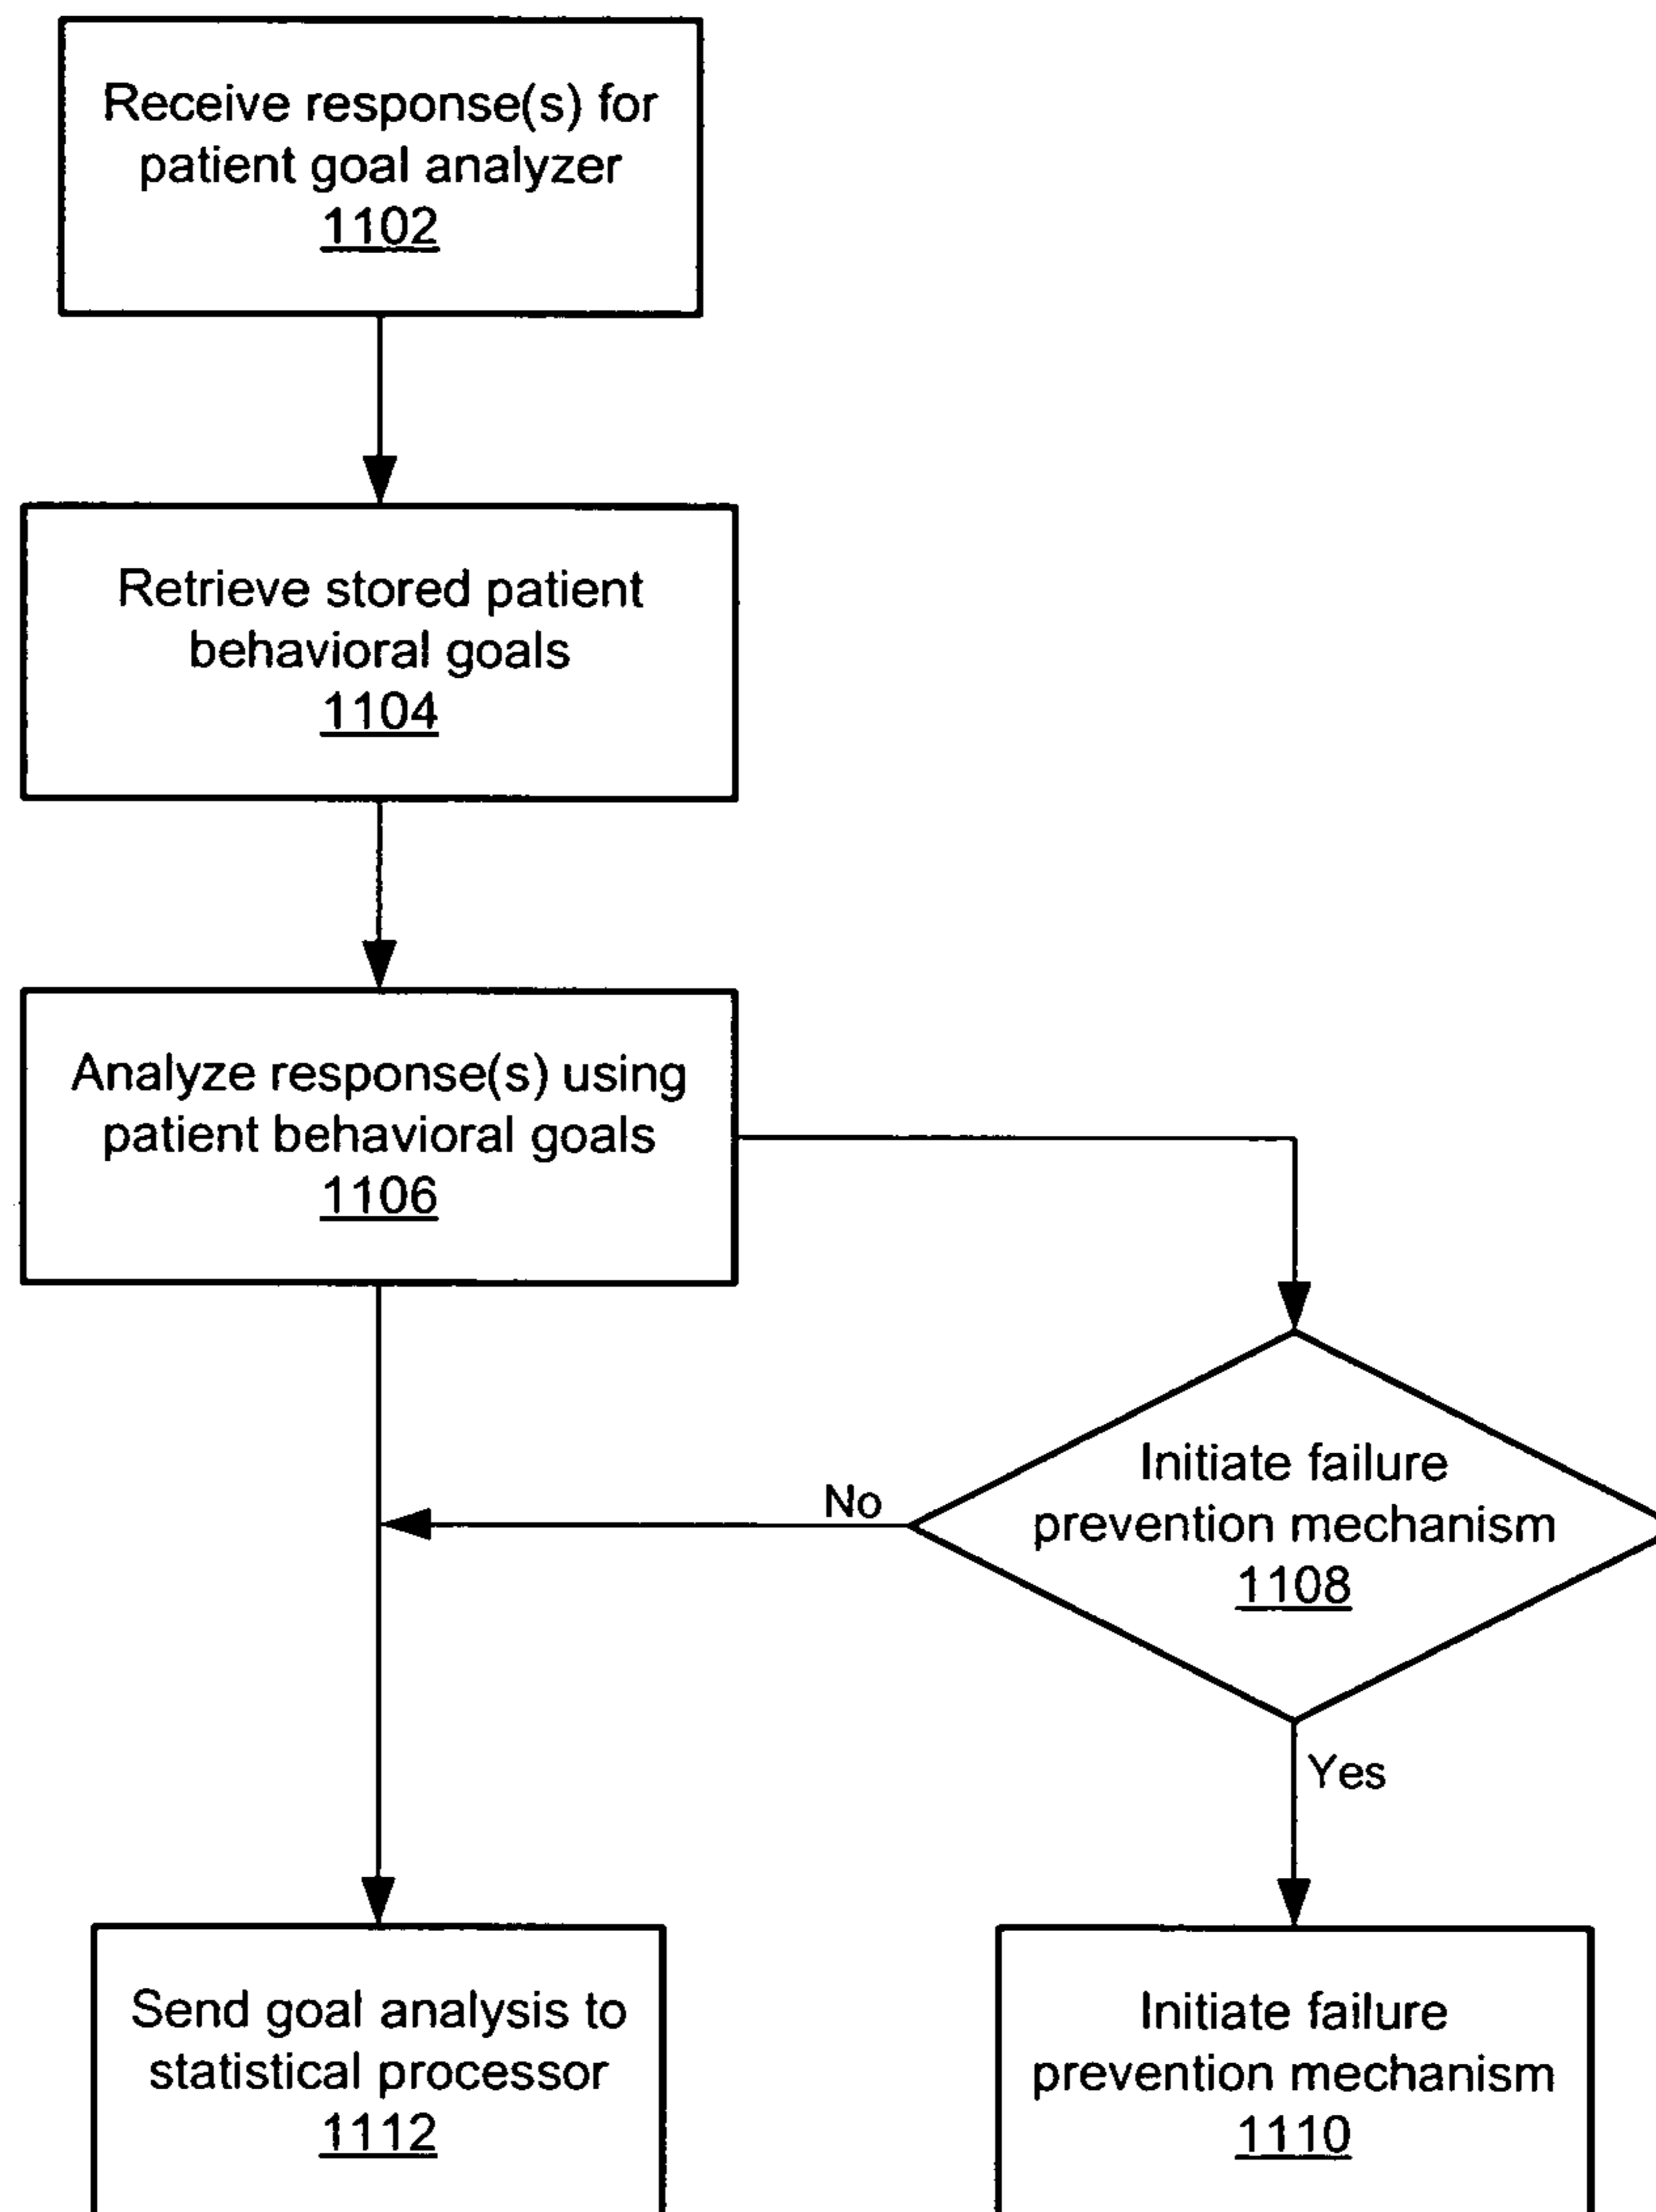 Receive response(s) for
patient goal analyzer
1102
Retrieve stored patient
behavioral goals
1104
Analyze response(s) using
patient behavioral goals
1106
Initiate failure
prevention mechanism
1108
No
Yes
Send goal analysis to
statistical processor
1112
Initiate failure
prevention mechanism
1110